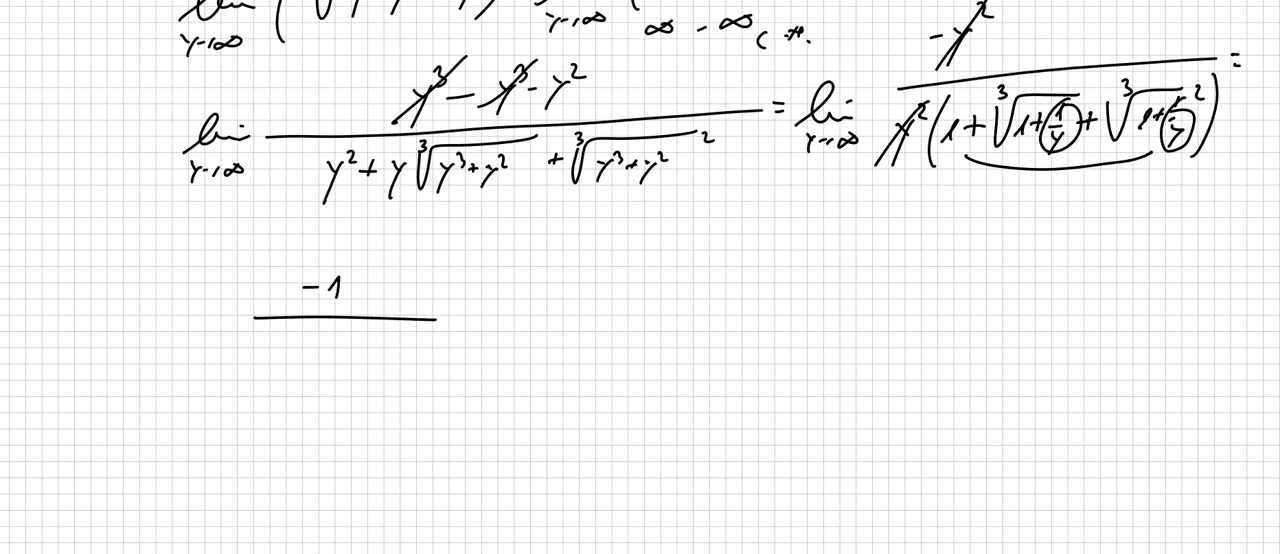 lim ( √
y→∞ y→∞ ∞ - ∞
lim (y³ - y³ - y²) / (y² + y ∛(y³+y²) + ∛(y³+y²)²) = lim (-y²) / (y²(1 + ∛(1+1/y) + ∛(1+1/y)²)) =
y→∞ y→∞
-1